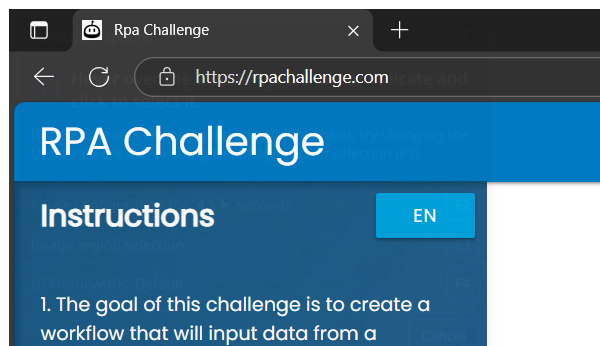 Rpa Challenge
https://rpachallenge.com
RPA Challenge
Instructions
EN
1. The goal of this challenge is to create a
workflow that will input data from a